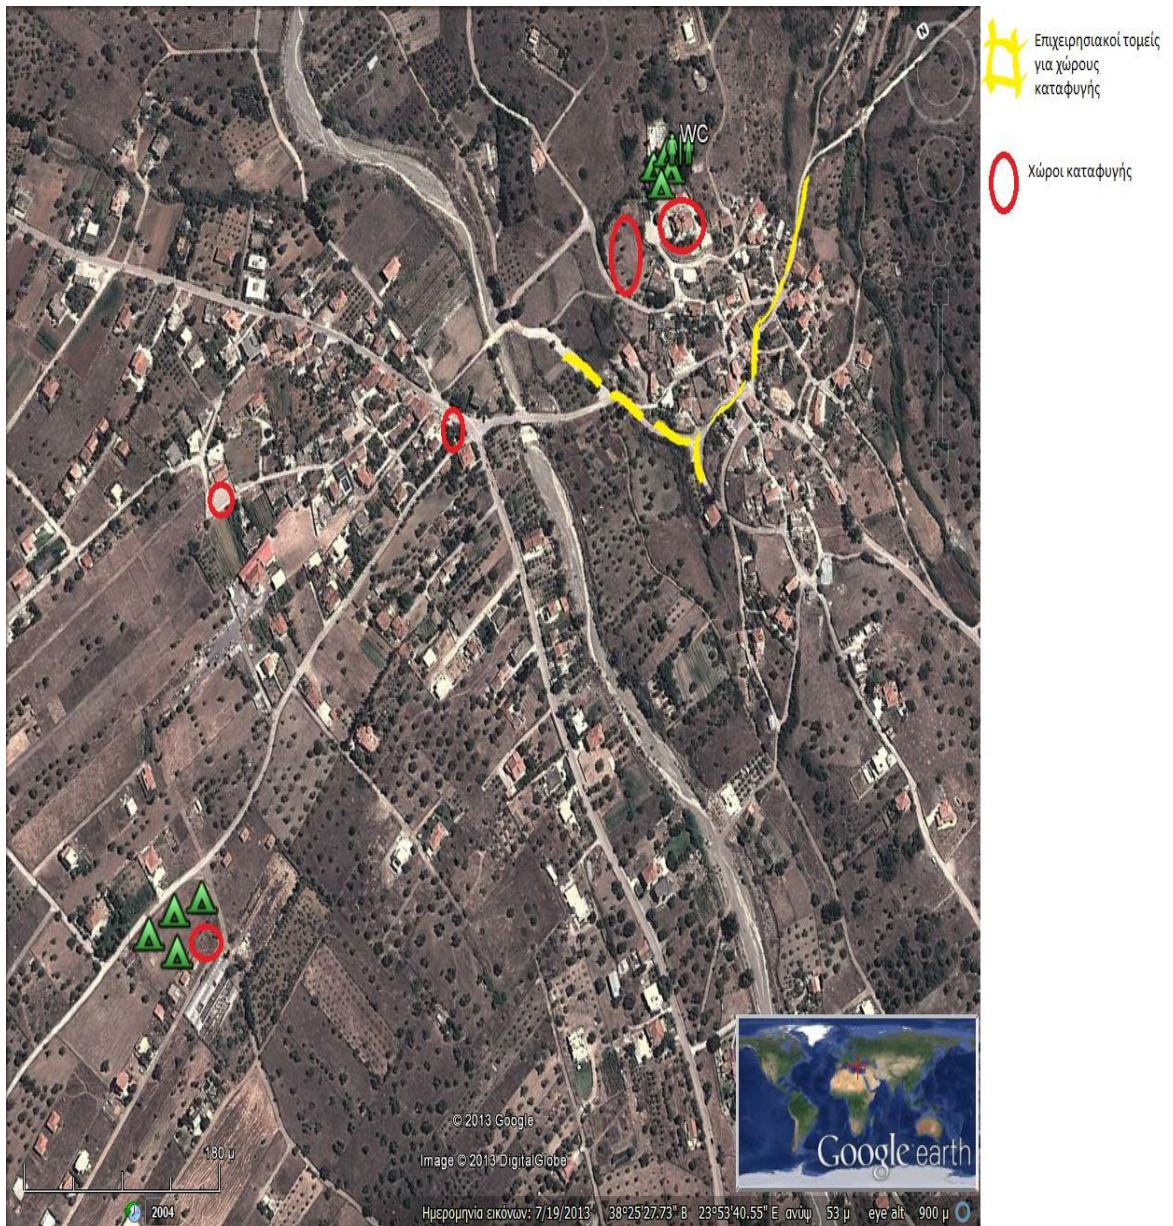 Επιχειρησιακοί τομείς
για χώρους
καταφυγής
Χώροι καταφυγής
N
WC
© 2013 Google
Image © 2013 DigitalGlobe
Google earth
180 μ
2004
Ημερομηνία εικόνων: 7/19/2013 38°25'27.73" Β 23°53'40.55" Ε ανύψ 53 μ eye alt 900 μ